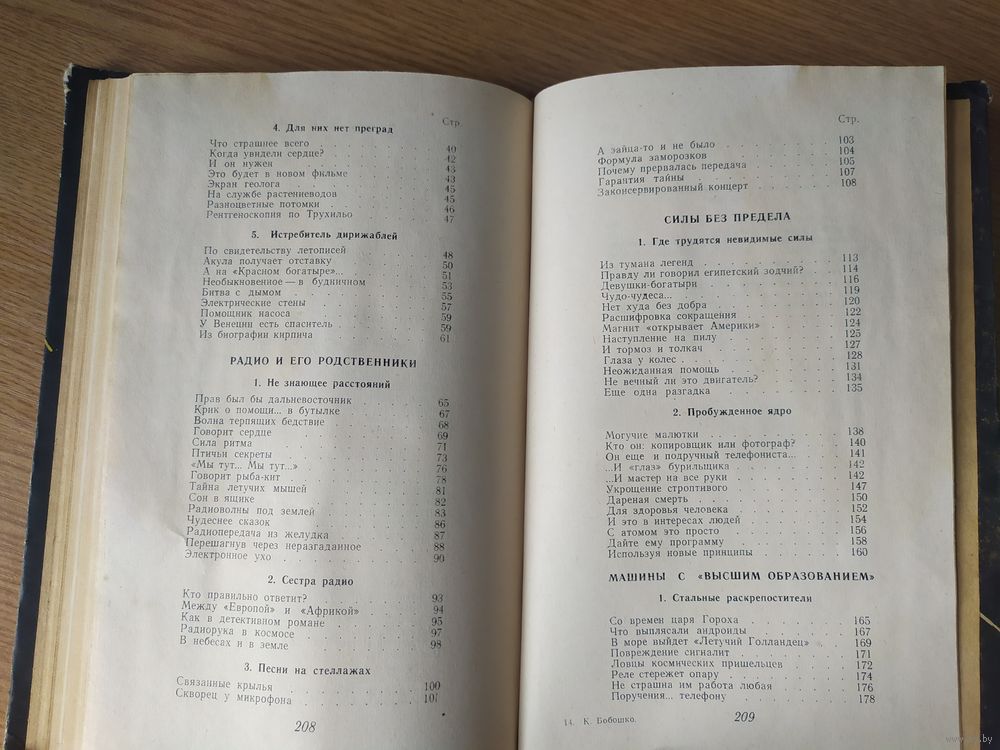 Стр.
4. Для них нет преград
Что страшнее всего . . . . . 40
Когда увидели сердце? . . . . . 42
И он нужен . . . . . 43
Это будет в новом фильме . . . . . 43
Экран геолога . . . . . 45
На службе растениеводов . . . . . 45
Разноцветные потомки . . . . . 46
Рентгеноскопия по Трухильо . . . . . 47
5. Истребитель дирижаблей
По свидетельству летописей . . . . . 48
Акула получает отставку . . . . . 50
А на «Красном богатыре»... . . . . . 51
Необыкновенное — в будничном . . . . . 53
Битва с дымом . . . . . 55
Электрические стены . . . . . 57
Помощник насоса . . . . . 59
У Венеции есть спаситель . . . . . 59
Из биографии кирпича . . . . . 61
РАДИО И ЕГО РОДСТВЕННИКИ
1. Не знающее расстояний
Прав был бы дальневосточник . . . . . 65
Крик о помощи... в бутылке . . . . . 67
Волна терпящих бедствие . . . . . 68
Говорит сердце . . . . . 69
Сила ритма . . . . . 71
Птичьи секреты . . . . . 73
«Мы тут... Мы тут...» . . . . . 76
Говорит рыба-кит . . . . . 78
Тайна летучих мышей . . . . . 81
Сон в ящике . . . . . 82
Радиоволны под землей . . . . . 83
Чудеснее сказок . . . . . 86
Радиопередача из желудка . . . . . 87
Перешагнув через неразгаданное . . . . . 88
Электронное ухо . . . . . 90
2. Сестра радио
Кто правильно ответит? . . . . . 93
Между «Европой» и «Африкой» . . . . . 94
Как в детективном романе . . . . . 95
Радиорука в космосе . . . . . 97
В небесах и в земле . . . . . 98
3. Песни на стеллажах
Связанные крылья . . . . . 100
Скворец у микрофона . . . . . 101
208
Стр.
А зайца-то и не было . . . . . 103
Формула заморозков . . . . . 104
Почему прервалась передача . . . . . 105
Гарантия тайны . . . . . 107
Законсервированный концерт . . . . . 108
СИЛЫ БЕЗ ПРЕДЕЛА
1. Где трудятся невидимые силы
Из тумана легенд . . . . . 113
Правду ли говорил египетский зодчий? . . . . . 114
Девушки-богатыри . . . . . 116
Чудо-чудеса... . . . . . 119
Нет худа без добра . . . . . 120
Расшифровка сокращения . . . . . 122
Магнит «открывает Америки» . . . . . 124
Наступление на пилу . . . . . 125
И тормоз и толкач . . . . . 127
Глаза у колес . . . . . 128
Неожиданная помощь . . . . . 131
Не вечный ли это двигатель? . . . . . 134
Еще одна разгадка . . . . . 135
2. Пробужденное ядро
Могучие малютки . . . . . 138
Кто он: копировщик или фотограф? . . . . . 140
Он еще и подручный телефониста... . . . . . 141
...И «глаз» бурильщика . . . . . 142
...И мастер на все руки . . . . . 142
Укрощение строптивого . . . . . 147
Дареная смерть . . . . . 150
Для здоровья человека . . . . . 152
И это в интересах людей . . . . . 154
С атомом это просто . . . . . 156
Дайте ему программу . . . . . 158
Используя новые принципы . . . . . 160
МАШИНЫ С «ВЫСШИМ ОБРАЗОВАНИЕМ»
1. Стальные раскрепостители
Со времен царя Гороха . . . . . 165
Что выплясали андроиды . . . . . 167
В море выйдет «Летучий Голландец» . . . . . 169
Повреждение сигналит . . . . . 171
Ловцы космических пришельцев . . . . . 172
Реле стережет опару . . . . . 174
Не страшна им работа любая . . . . . 176
Поручения... телефону . . . . . 178
14. К. Бобошко.
209